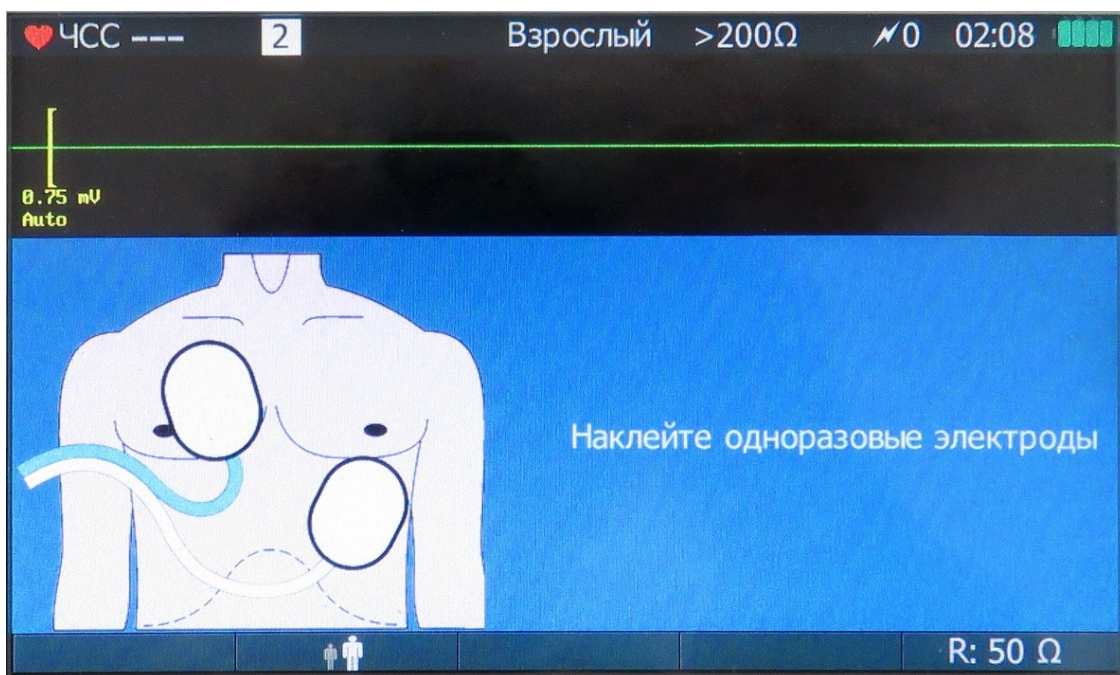 ЧСС --- 2 Взрослый >200Ω 0 02:08
0.75 mV
Auto
Наклейте одноразовые электроды
R: 50 Ω